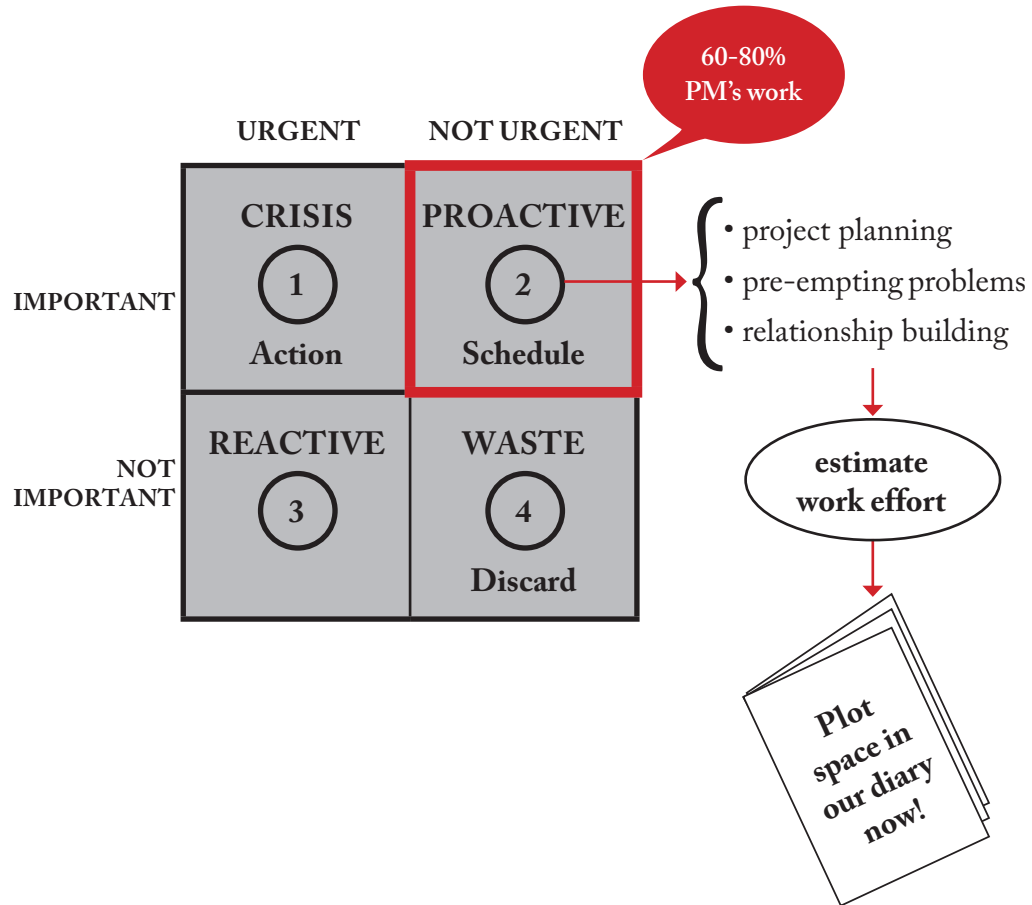 60-80%
PM's work
URGENT
NOT URGENT
IMPORTANT
CRISIS
1
Action
PROACTIVE
2
Schedule
• project planning
• pre-empting problems
• relationship building
NOT
IMPORTANT
REACTIVE
3
WASTE
4
Discard
estimate
work effort
Plot
space in
our diary
now!